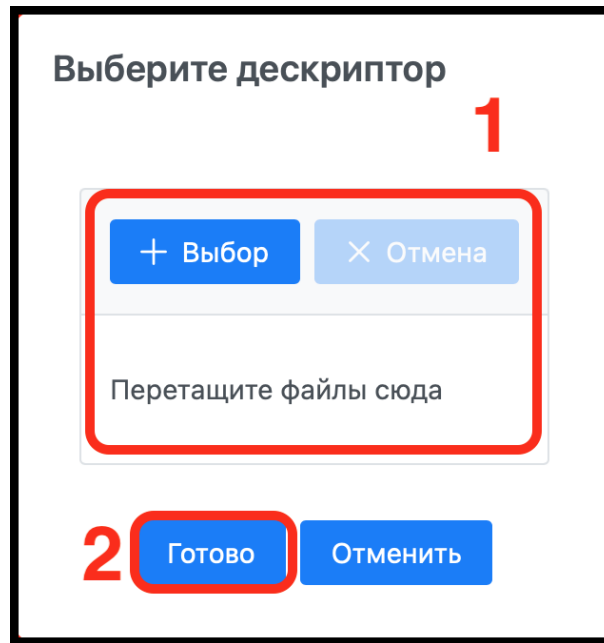 Выберите дескриптор
1
+ Выбор × Отмена
Перетащите файлы сюда
2 Готово Отменить